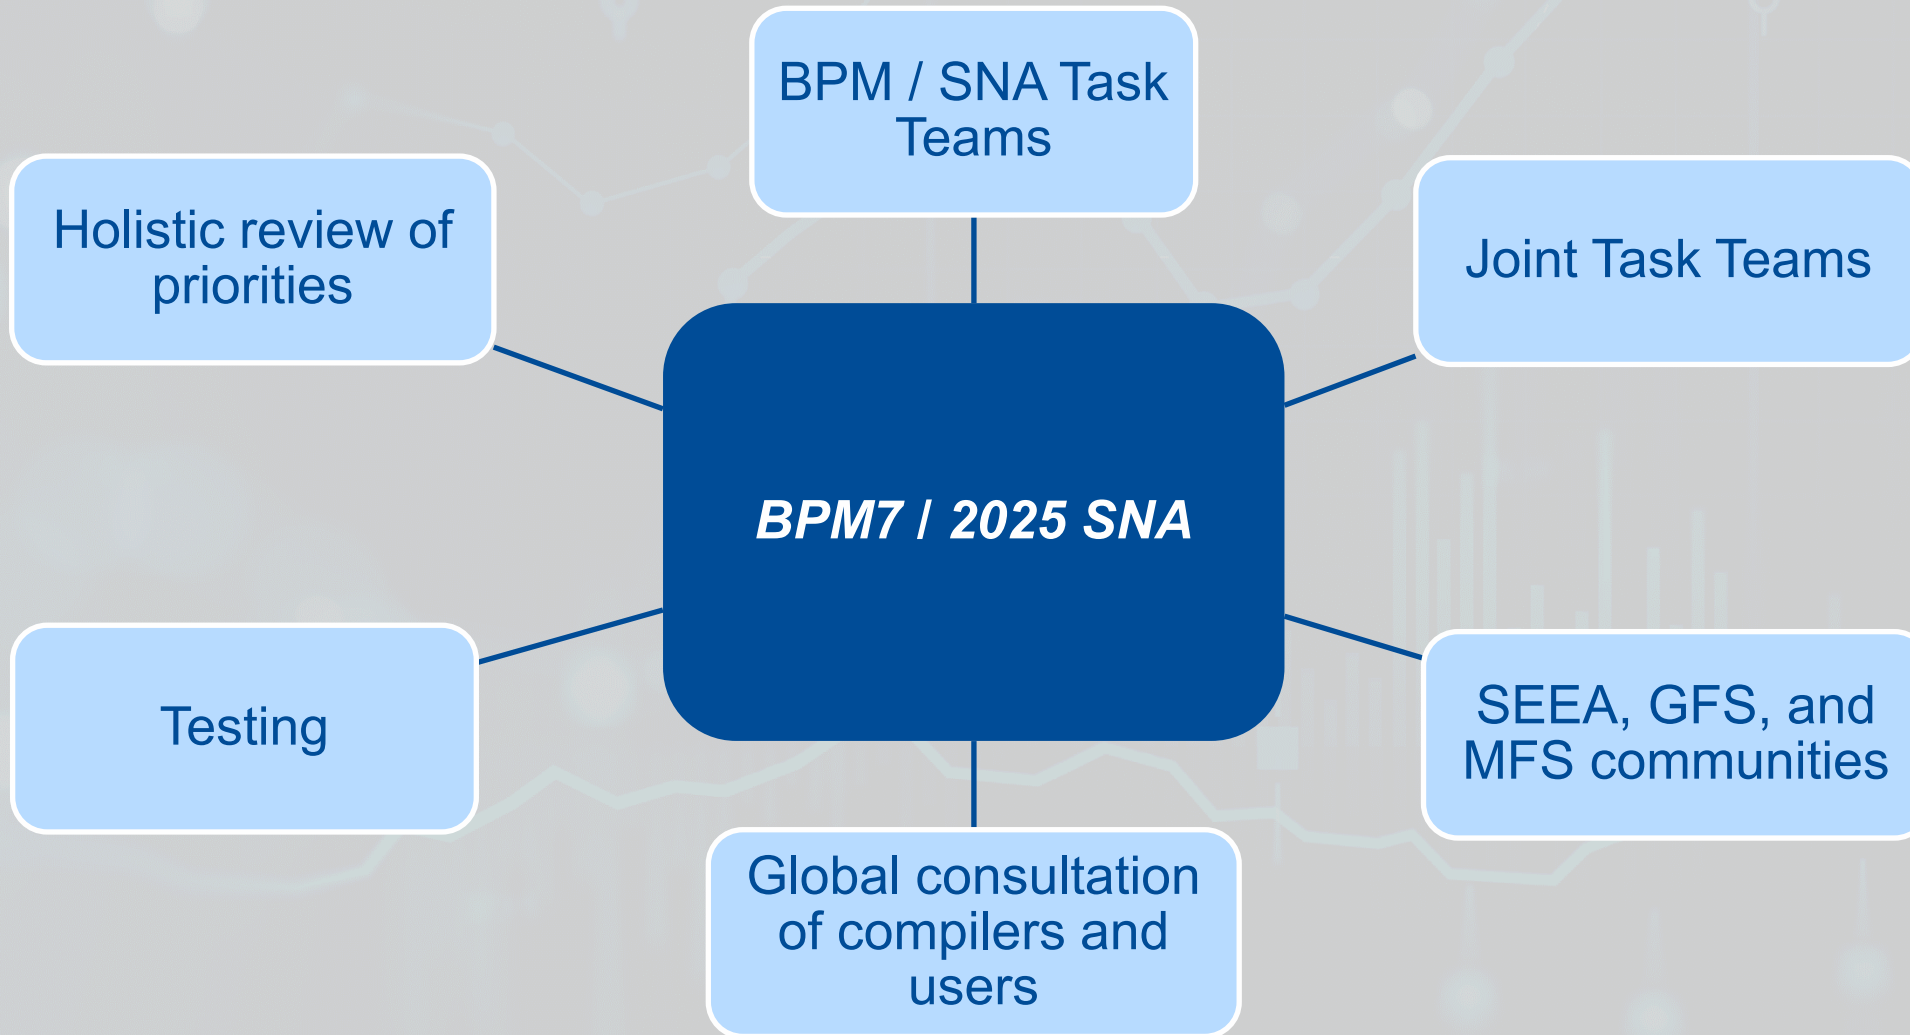 BPM / SNA Task
Teams
Holistic review of
priorities
Joint Task Teams
BPM7 / 2025 SNA
Testing
SEEA, GFS, and
MFS communities
Global consultation
of compilers and
users